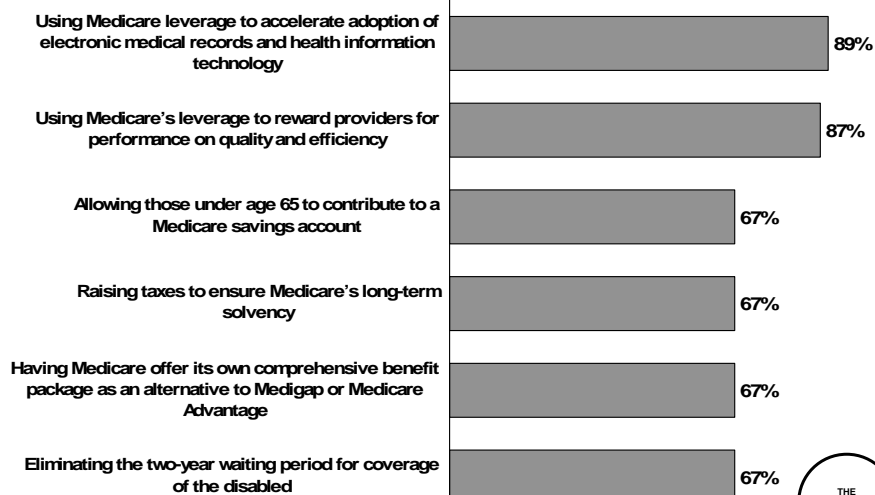 Using Medicare leverage to accelerate adoption of
electronic medical records and health information
technology
89%
Using Medicare's leverage to reward providers for
performance on quality and efficiency
87%
Allowing those under age 65 to contribute to a
Medicare savings account
67%
Raising taxes to ensure Medicare's long-term
solvency
67%
Having Medicare offer its own comprehensive benefit
package as an alternative to Medigap or Medicare
Advantage
67%
Eliminating the two-year waiting period for coverage
of the disabled
67%
THE